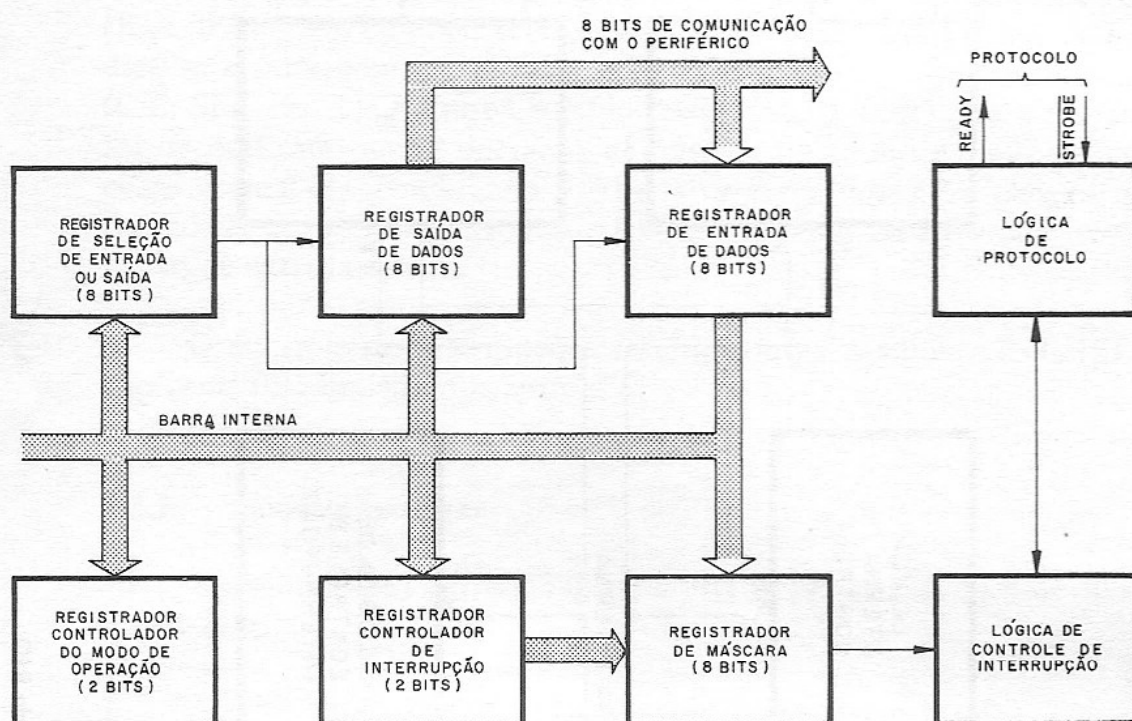 8 BITS DE COMUNICAÇÃO
COM O PERIFÉRICO
PROTOCOLO
READY
STROBE
REGISTRADOR
DE SELEÇÃO
DE ENTRADA
OU SAÍDA
(8 BITS)
REGISTRADOR
DE SAÍDA
DE DADOS
(8 BITS)
REGISTRADOR
DE ENTRADA
DE DADOS
(8 BITS)
LÓGICA
DE
PROTOCOLO
BARRA INTERNA
REGISTRADOR
CONTROLADOR
DO MODO DE
OPERAÇÃO
(2 BITS)
REGISTRADOR
CONTROLADOR
DE
INTERRUPÇÃO
(2 BITS)
REGISTRADOR
DE MÁSCARA
(8 BITS)
LÓGICA DE
CONTROLE DE
INTERRUPÇÃO